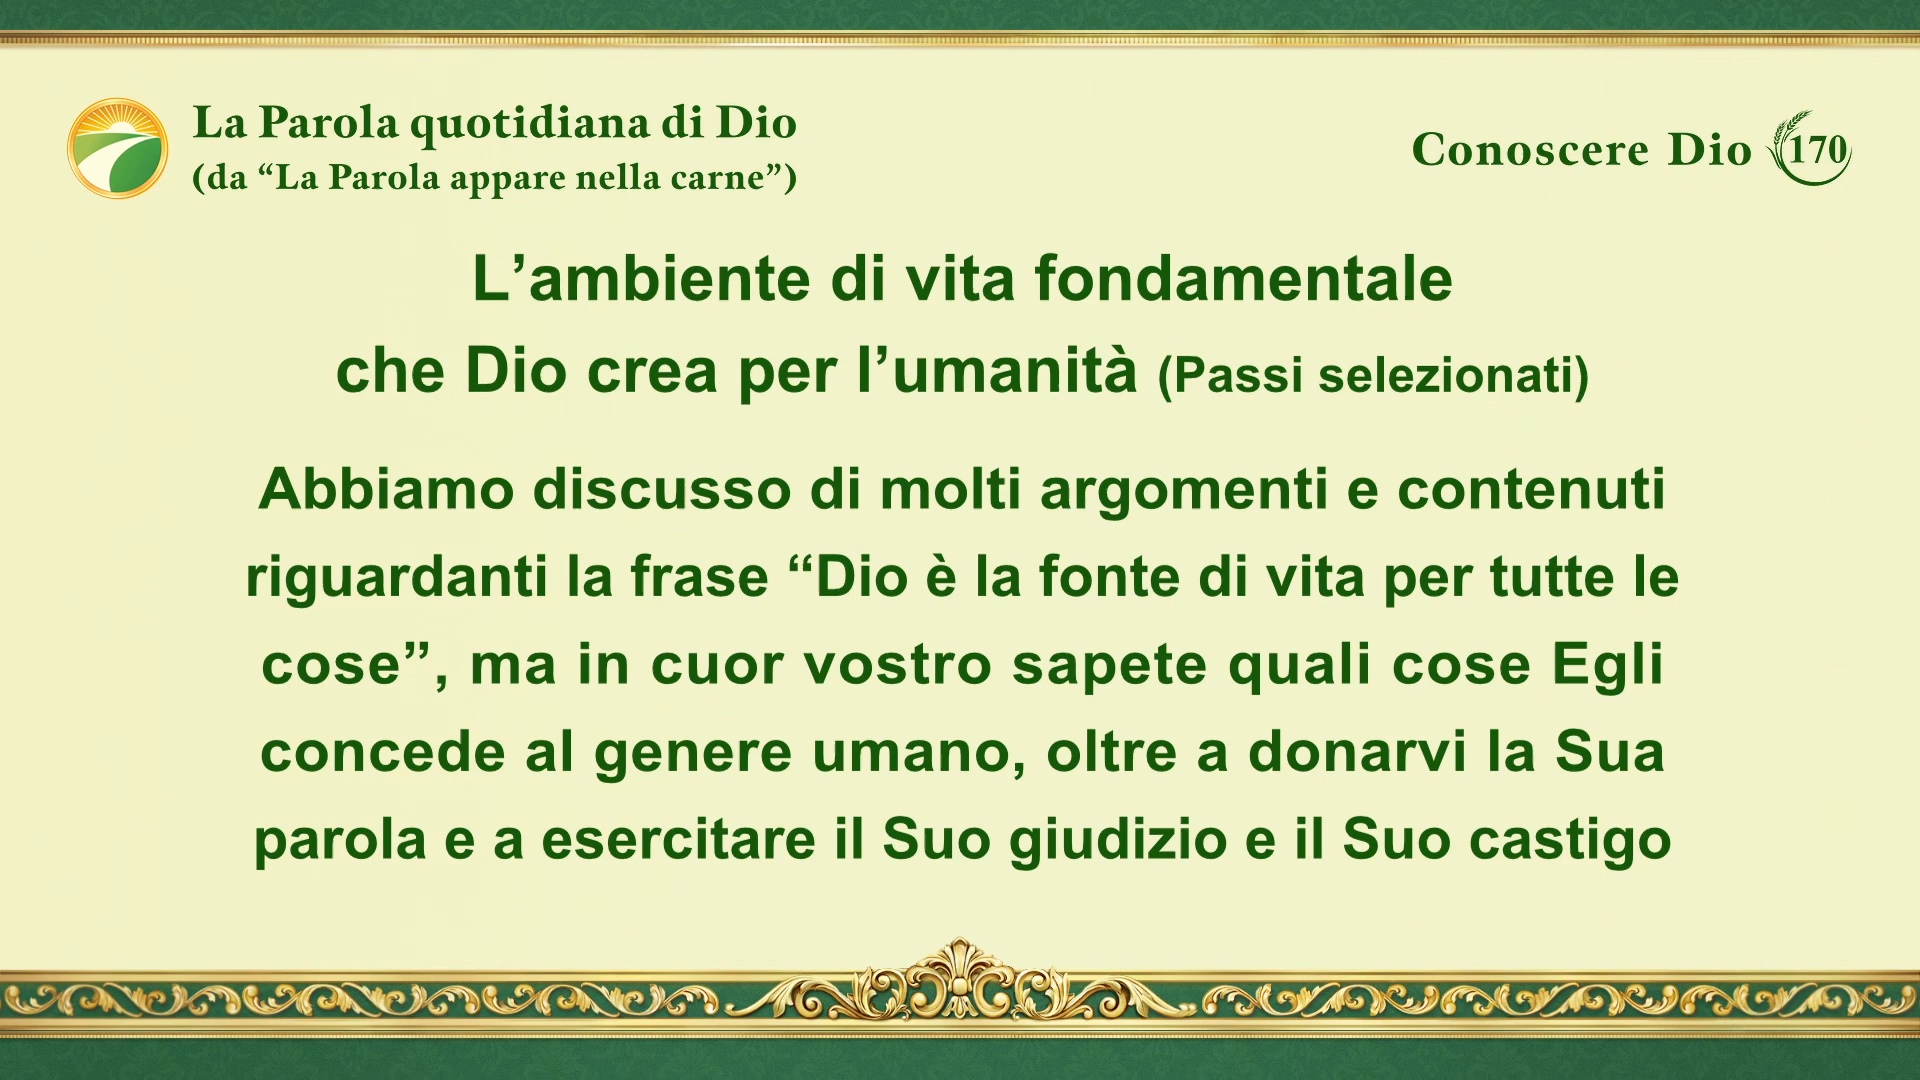 La Parola quotidiana di Dio
(da “La Parola appare nella carne”)
Conoscere Dio 170
L’ambiente di vita fondamentale
che Dio crea per l’umanità (Passi selezionati)
Abbiamo discusso di molti argomenti e contenuti
riguardanti la frase “Dio è la fonte di vita per tutte le
cose”, ma in cuor vostro sapete quali cose Egli
concede al genere umano, oltre a donarvi la Sua
parola e a esercitare il Suo giudizio e il Suo castigo